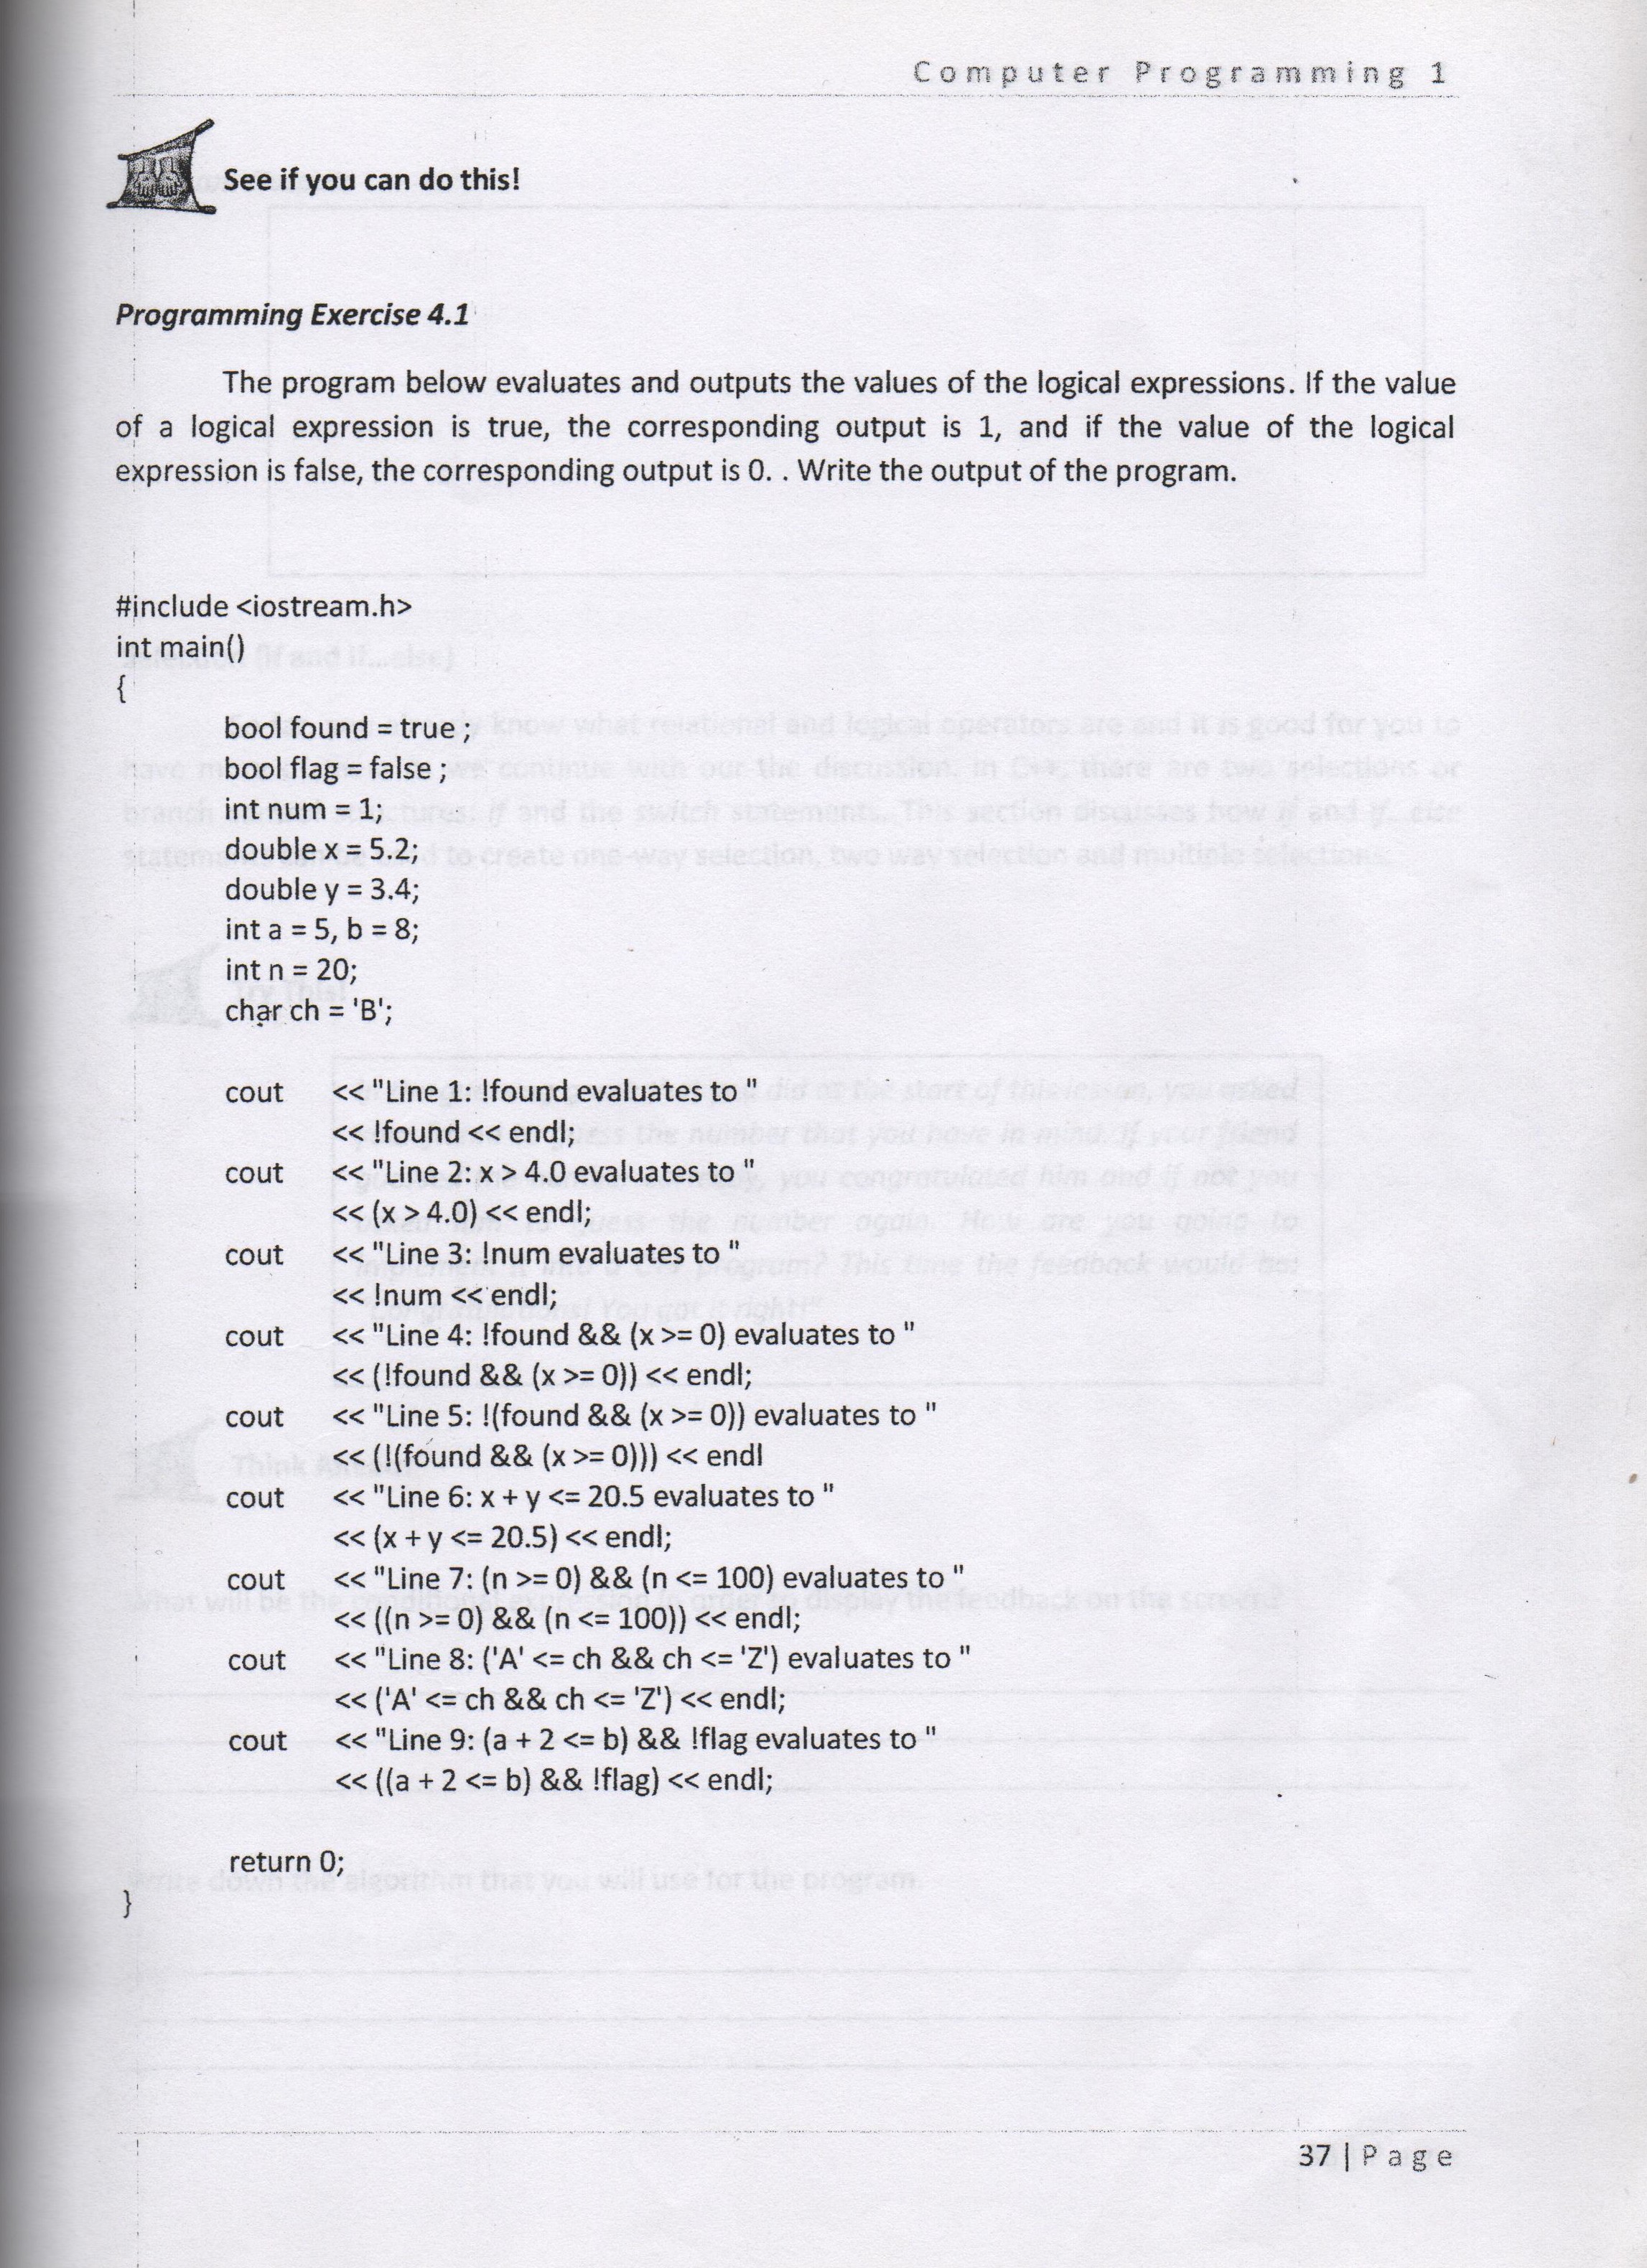 Computer Programming 1
See if you can do this!
Programming Exercise 4.1
The program below evaluates and outputs the values of the logical expressions. If the value
of a logical expression is true, the corresponding output is 1, and if the value of the logical
expression is false, the corresponding output is 0. . Write the output of the program.
#include <iostream.h>
int main()
{
bool found = true ;
bool flag = false ;
int num = 1;
double x = 5.2;
double y = 3.4;
int a = 5, b = 8;
int n = 20;
char ch = 'B';
cout << "Line 1: !found evaluates to "
<< !found << endl;
cout << "Line 2: x > 4.0 evaluates to "
<< (x > 4.0) << endl;
cout << "Line 3: !num evaluates to "
<< !num << endl;
cout << "Line 4: !found && (x >= 0) evaluates to "
<< (!found && (x >= 0)) << endl;
cout << "Line 5: !(found && (x >= 0)) evaluates to "
<< (!(found && (x >= 0))) << endl
cout << "Line 6: x + y <= 20.5 evaluates to "
<< (x + y <= 20.5) << endl;
cout << "Line 7: (n >= 0) && (n <= 100) evaluates to "
<< ((n >= 0) && (n <= 100)) << endl;
cout << "Line 8: ('A' <= ch && ch <= 'Z') evaluates to "
<< ('A' <= ch && ch <= 'Z') << endl;
cout << "Line 9: (a + 2 <= b) && !flag evaluates to "
<< ((a + 2 <= b) && !flag) << endl;
return 0;
}
37 | Page